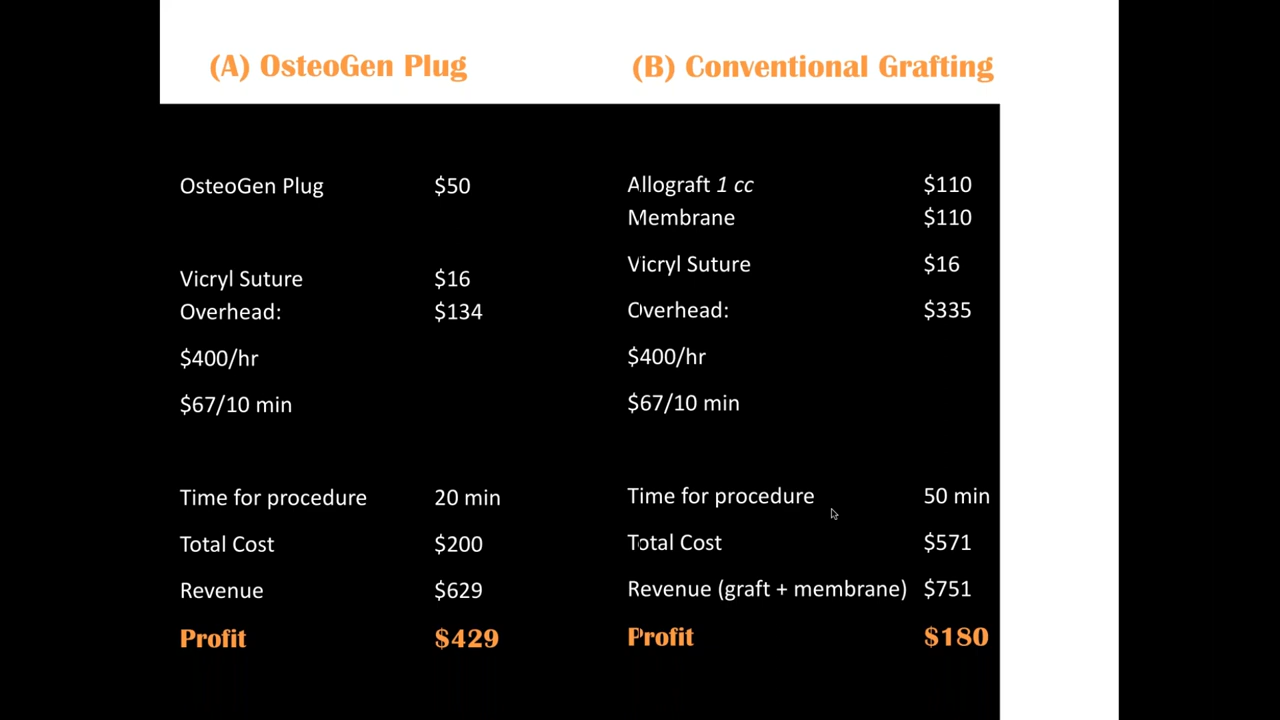 (A) OsteoGen Plug
OsteoGen Plug $50
Vicryl Suture $16
Overhead: $134
$400/hr
$67/10 min
Time for procedure 20 min
Total Cost $200
Revenue $629
Profit $429
(B) Conventional Grafting
Allograft 1 cc $110
Membrane $110
Vicryl Suture $16
Overhead: $335
$400/hr
$67/10 min
Time for procedure 50 min
Total Cost $571
Revenue (graft + membrane) $751
Profit $180